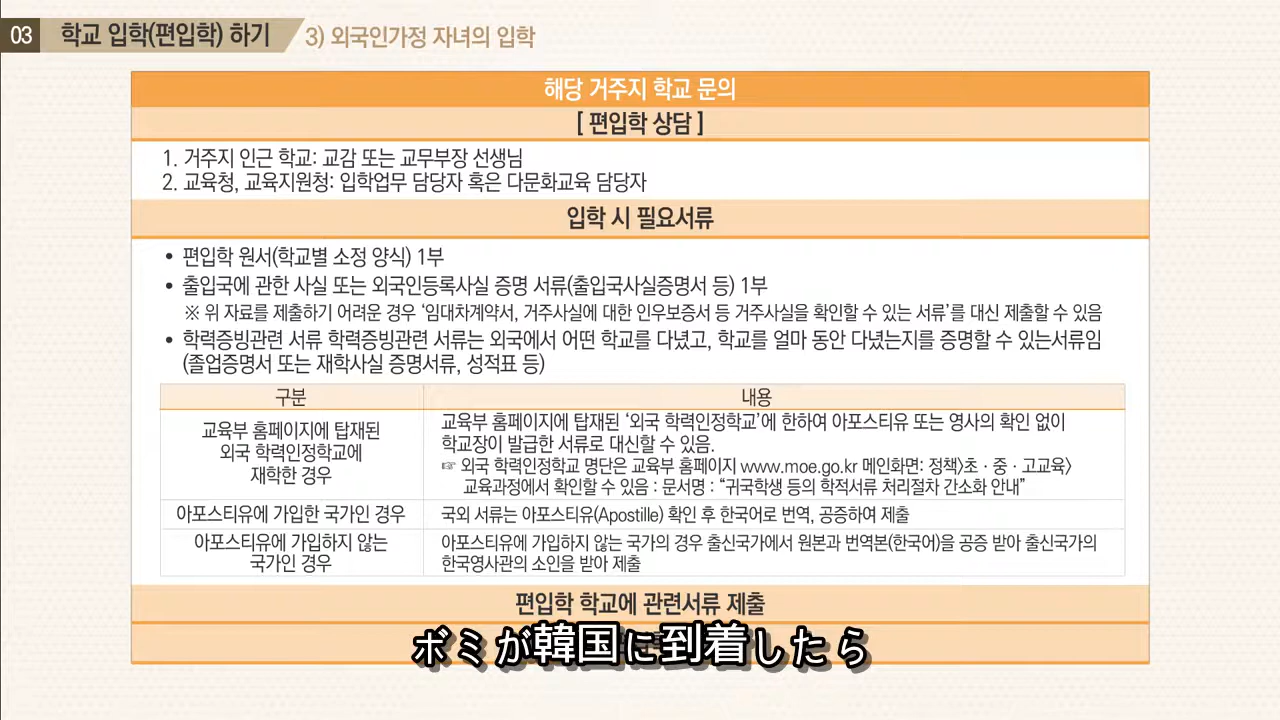 03 학교 입학(편입학) 하기 3) 외국인가정 자녀의 입학
해당 거주지 학교 문의
[ 편입학 상담 ]
1. 거주지 인근 학교: 교감 또는 교무부장 선생님
2. 교육청, 교육지원청: 입학업무 담당자 혹은 다문화교육 담당자
입학 시 필요서류
• 편입학 원서(학교별 소정 양식) 1부
• 출입국에 관한 사실 또는 외국인등록사실 증명 서류(출입국사실증명서 등) 1부
※ 위 자료를 제출하기 어려운 경우 ‘임대차계약서, 거주사실에 대한 인우보증서 등 거주사실을 확인할 수 있는 서류’를 대신 제출할 수 있음
• 학력증빙관련 서류 학력증빙관련 서류는 외국에서 어떤 학교를 다녔고, 학교를 얼마 동안 다녔는지를 증명할 수 있는서류임
(졸업증명서 또는 재학사실 증명서류, 성적표 등)
구분 내용
교육부 홈페이지에 탑재된
외국 학력인정학교에
재학한 경우
교육부 홈페이지에 탑재된 ‘외국 학력인정학교’에 한하여 아포스티유 또는 영사의 확인 없이
학교장이 발급한 서류로 대신할 수 있음.
☞ 외국 학력인정학교 명단은 교육부 홈페이지 www.moe.go.kr 메인화면: 정책〉초 · 중 · 고교육〉
교육과정에서 확인할 수 있음 : 문서명 : “귀국학생 등의 학적서류 처리절차 간소화 안내”
아포스티유에 가입한 국가인 경우 국외 서류는 아포스티유(Apostille) 확인 후 한국어로 번역, 공증하여 제출
아포스티유에 가입하지 않는
국가인 경우
아포스티유에 가입하지 않는 국가의 경우 출신국가에서 원본과 번역본(한국어)을 공증 받아 출신국가의
한국영사관의 소인을 받아 제출
편입학 학교에 관련서류 제출
ボミが韓国に到着したら